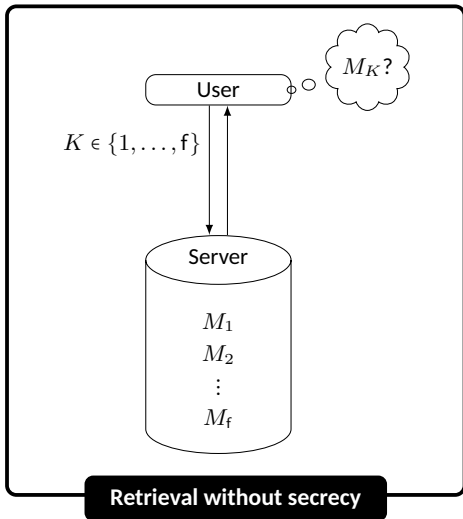 M_K?
User
K ∈ {1, . . . , f}
Server
M_1
M_2
⋮
M_f
Retrieval without secrecy